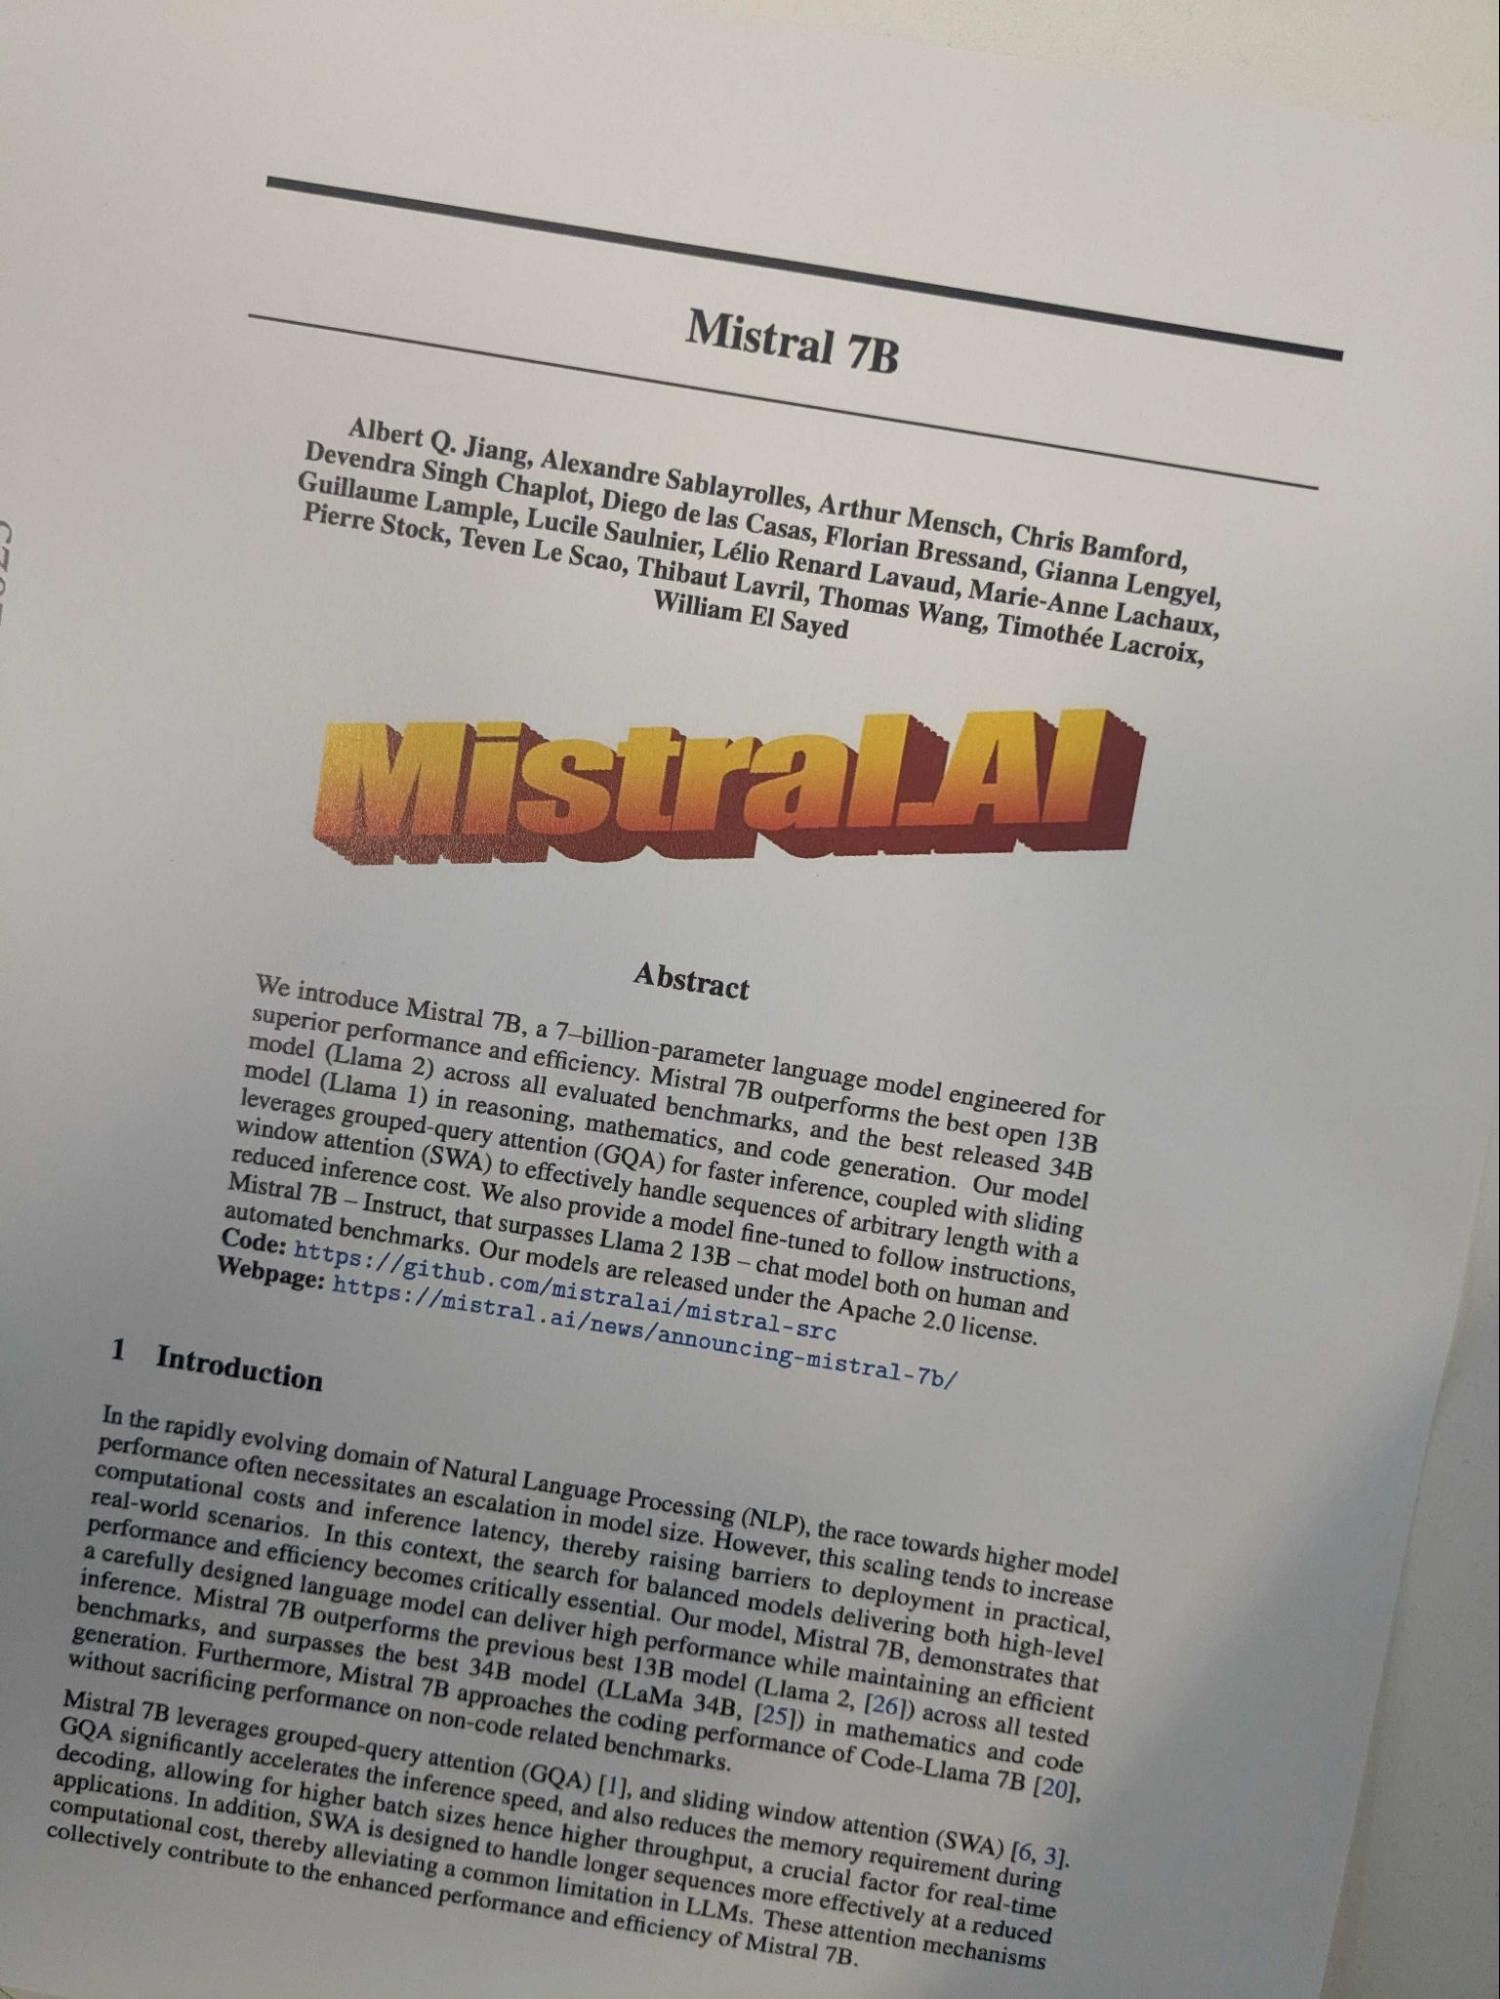 Mistral 7B
Albert Q. Jiang, Alexandre Sablayrolles, Arthur Mensch, Chris Bamford,
Devendra Singh Chaplot, Diego de las Casas, Florian Bressand, Gianna Lengyel,
Guillaume Lample, Lucile Saulnier, Lélio Renard Lavaud, Marie-Anne Lachaux,
Pierre Stock, Teven Le Scao, Thibaut Lavril, Thomas Wang, Timothée Lacroix,
William El Sayed
Mistral.AI
Abstract
We introduce Mistral 7B, a 7–billion-parameter language model engineered for
superior performance and efficiency. Mistral 7B outperforms the best open 13B
model (Llama 2) across all evaluated benchmarks, and the best released 34B
model (Llama 1) in reasoning, mathematics, and code generation. Our model
leverages grouped-query attention (GQA) for faster inference, coupled with sliding
window attention (SWA) to effectively handle sequences of arbitrary length with a
reduced inference cost. We also provide a model fine-tuned to follow instructions,
Mistral 7B – Instruct, that surpasses Llama 2 13B – chat model both on human and
automated benchmarks. Our models are released under the Apache 2.0 license.
Code: https://github.com/mistralai/mistral-src
Webpage: https://mistral.ai/news/announcing-mistral-7b/
1 Introduction
In the rapidly evolving domain of Natural Language Processing (NLP), the race towards higher model
performance often necessitates an escalation in model size. However, this scaling tends to increase
computational costs and inference latency, thereby raising barriers to deployment in practical,
real-world scenarios. In this context, the search for balanced models delivering both high-level
performance and efficiency becomes critically essential. Our model, Mistral 7B, demonstrates that
a carefully designed language model can deliver high performance while maintaining an efficient
inference. Mistral 7B outperforms the previous best 13B model (Llama 2, [26]) across all tested
benchmarks, and surpasses the best 34B model (LLaMa 34B, [25]) in mathematics and code
generation. Furthermore, Mistral 7B approaches the coding performance of Code-Llama 7B [20],
without sacrificing performance on non-code related benchmarks.
Mistral 7B leverages grouped-query attention (GQA) [1], and sliding window attention (SWA) [6, 3].
GQA significantly accelerates the inference speed, and also reduces the memory requirement during
decoding, allowing for higher batch sizes hence higher throughput, a crucial factor for real-time
applications. In addition, SWA is designed to handle longer sequences more effectively at a reduced
computational cost, thereby alleviating a common limitation in LLMs. These attention mechanisms
collectively contribute to the enhanced performance and efficiency of Mistral 7B.